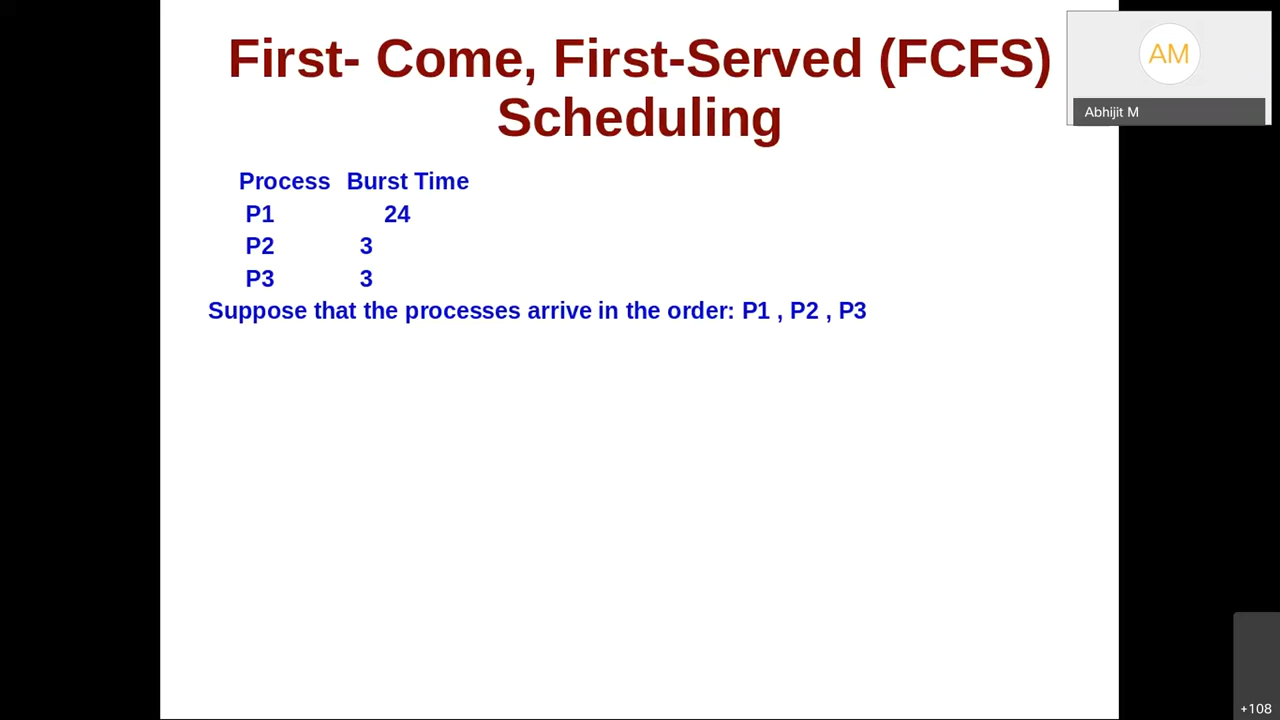 First- Come, First-Served (FCFS)
Scheduling
AM
Abhijit M
Process Burst Time
P1 24
P2 3
P3 3
Suppose that the processes arrive in the order: P1 , P2 , P3
+108